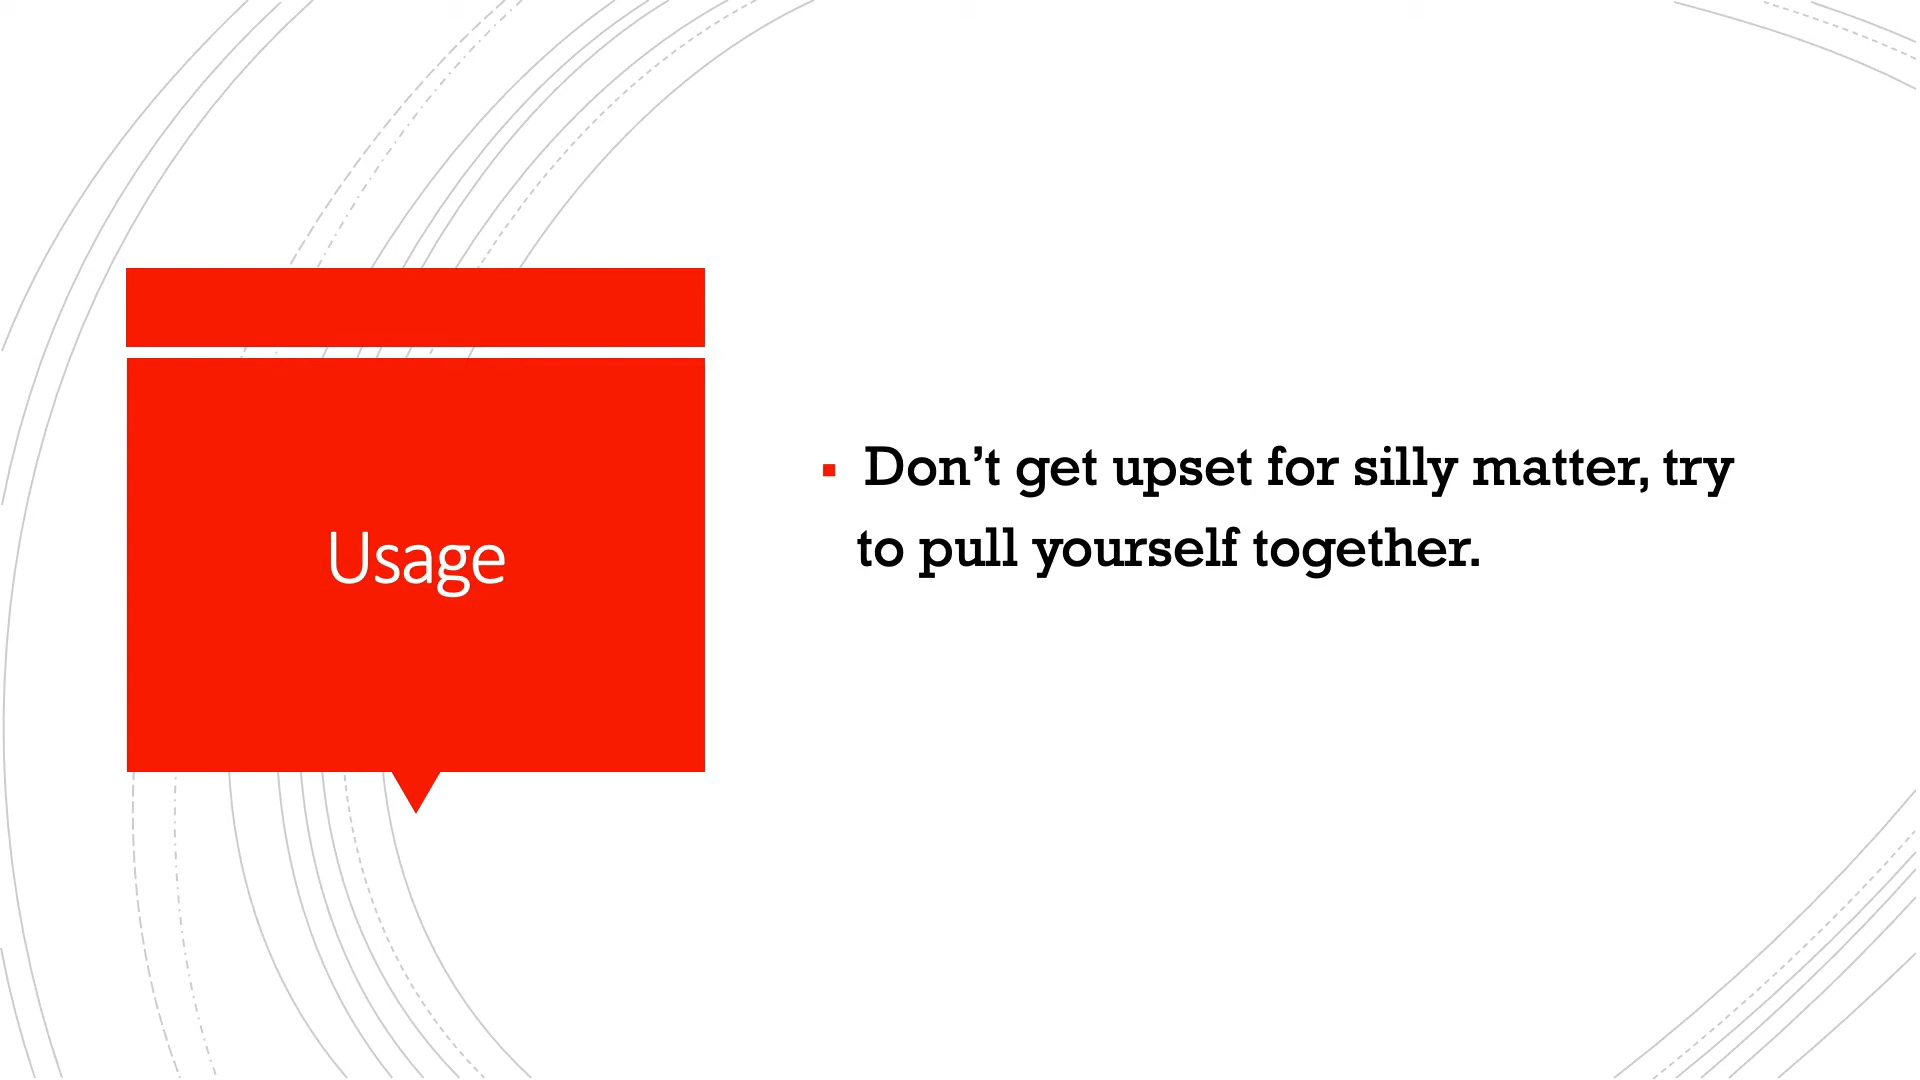 Usage
Don’t get upset for silly matter, try
to pull yourself together.